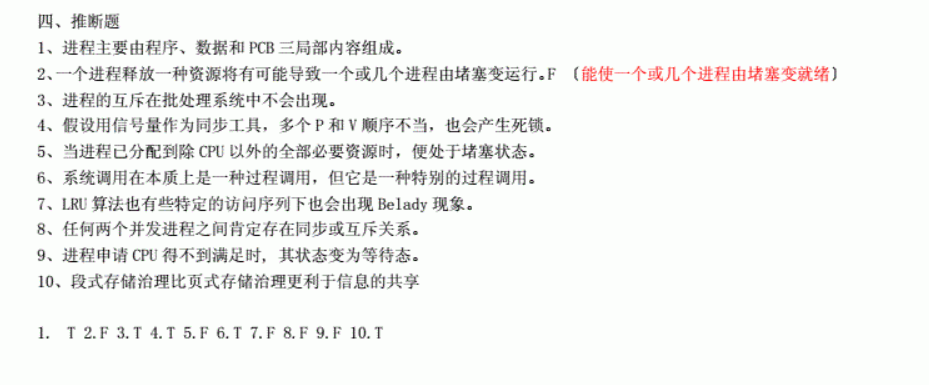 四、推断题
1、进程主要由程序、数据和 PCB 三局部内容组成。
2、一个进程释放一种资源将有可能导致一个或几个进程由堵塞变运行。F 〔能使一个或几个进程由堵塞变就绪〕
3、进程的互斥在批处理系统中不会出现。
4、假设用信号量作为同步工具，多个 P 和 V 顺序不当，也会产生死锁。
5、当进程已分配到除 CPU 以外的全部必要资源时，便处于堵塞状态。
6、系统调用在本质上是一种过程调用，但它是一种特别的过程调用。
7、LRU 算法也有些特定的访问序列下也会出现 Belady 现象。
8、任何两个并发进程之间肯定存在同步或互斥关系。
9、进程申请 CPU 得不到满足时, 其状态变为等待态。
10、段式存储治理比页式存储治理更利于信息的共享
1. T 2.F 3.T 4.T 5.F 6.T 7.F 8.F 9.F 10.T